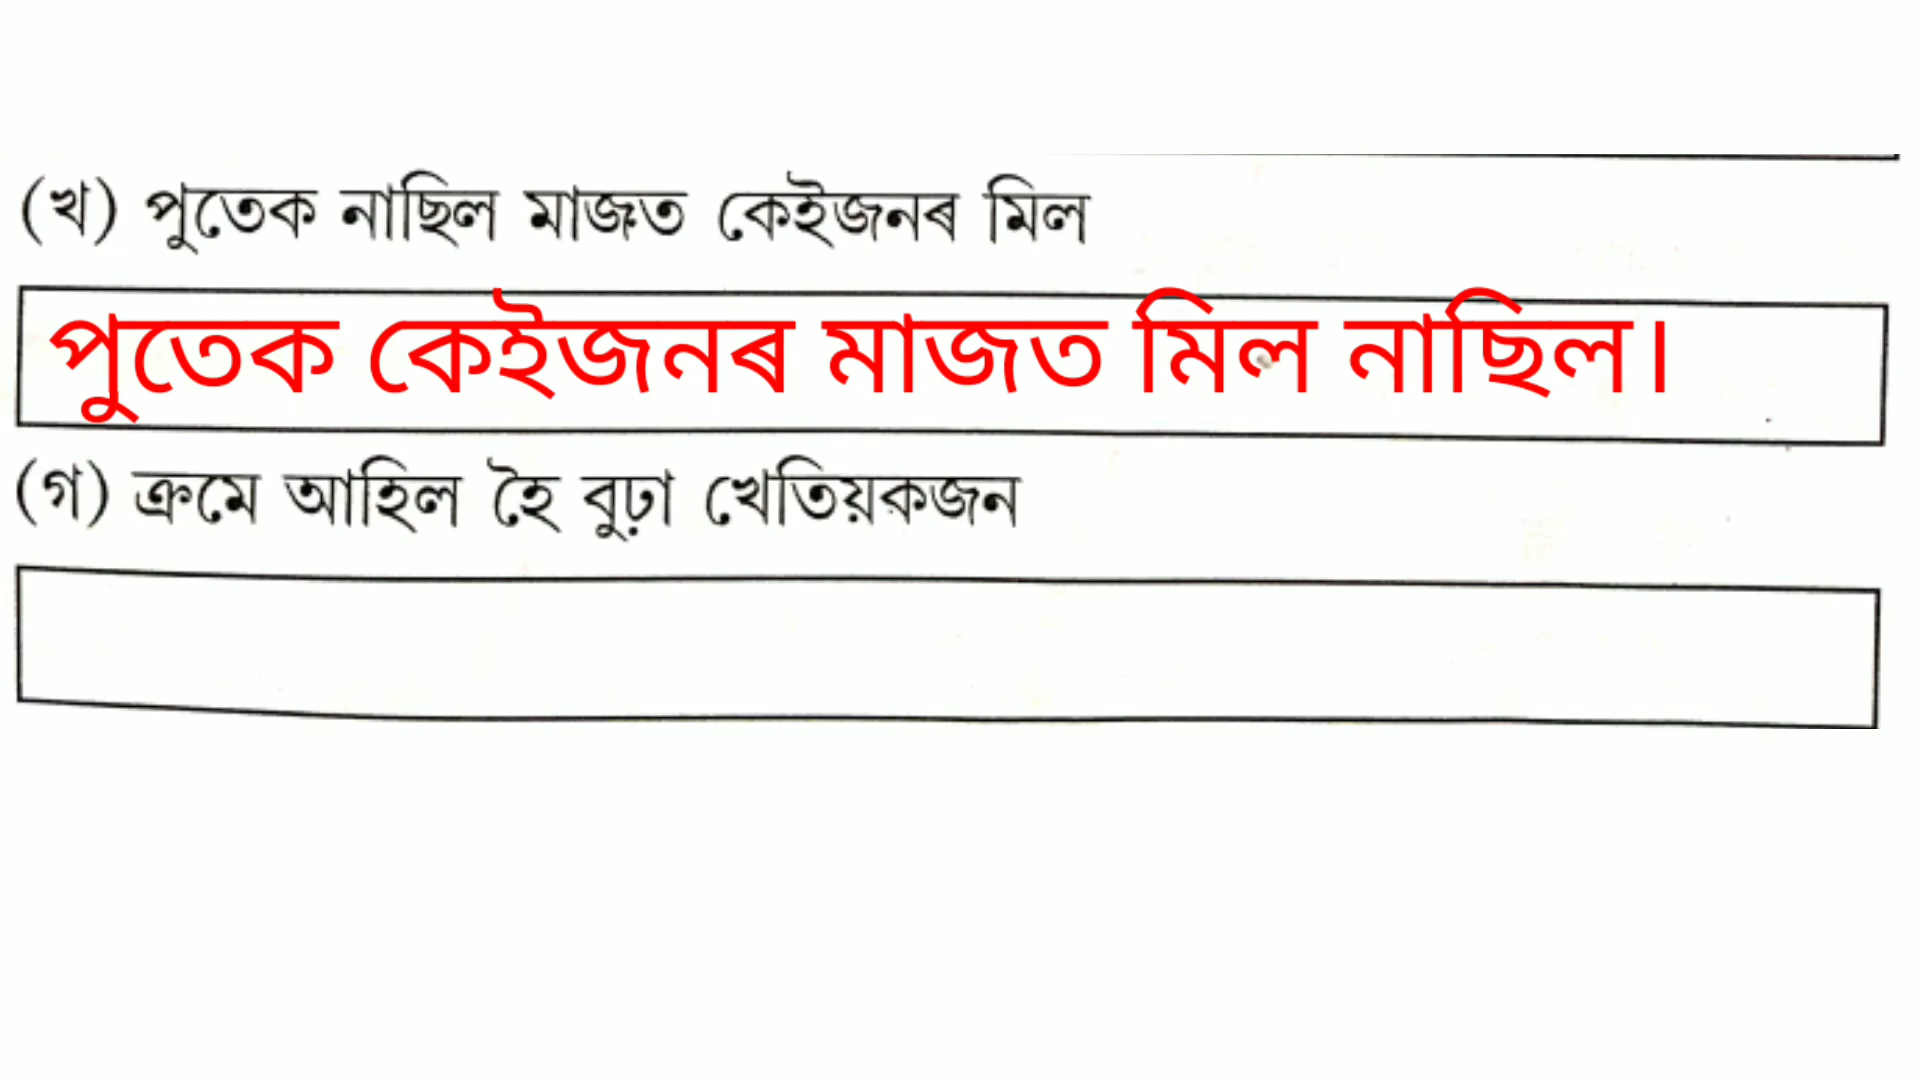 (খ) পুতেক নাছিল মাজত কেইজনৰ মিল
পুতেক কেইজনৰ মাজত মিল নাছিল।
(গ) ক্ৰমে আহিল হৈ বুঢ়া খেতিয়কজন